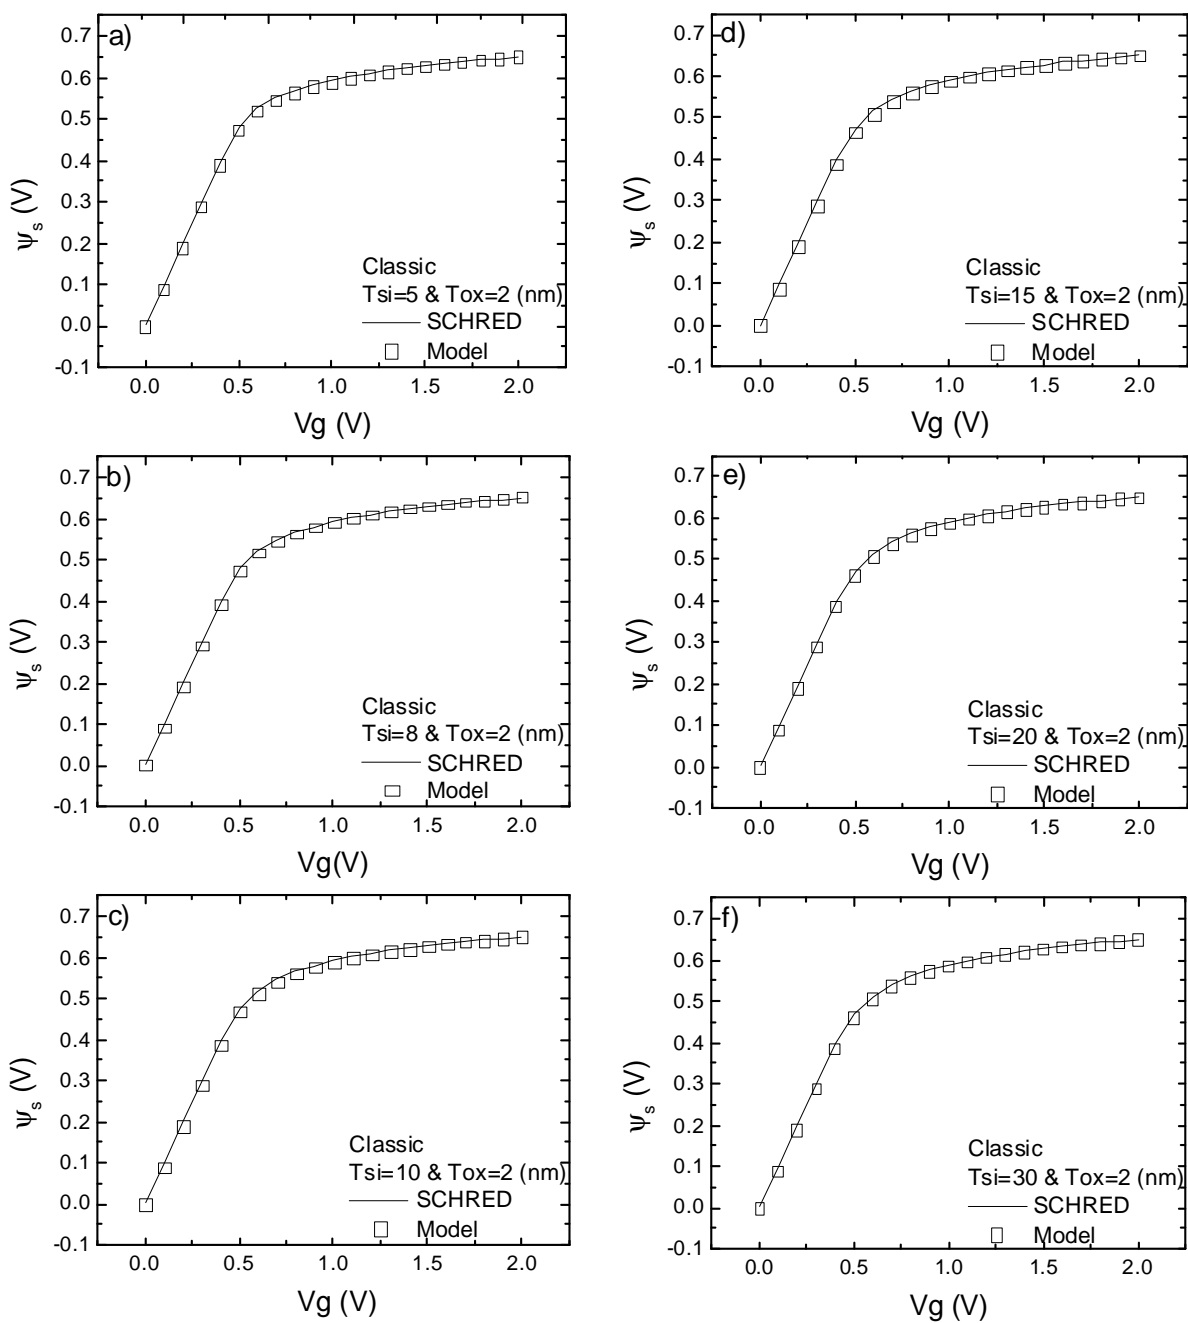 a)
0.7
0.6
0.5
0.4
0.3
0.2
0.1
0.0
-0.1
ψs (V)
Classic
Tsi=5 & Tox=2 (nm)
SCHRED
Model
0.0 0.5 1.0 1.5 2.0
Vg (V)
b)
0.7
0.6
0.5
0.4
0.3
0.2
0.1
0.0
-0.1
ψs (V)
Classic
Tsi=8 & Tox=2 (nm)
SCHRED
Model
0.0 0.5 1.0 1.5 2.0
Vg(V)
c)
0.7
0.6
0.5
0.4
0.3
0.2
0.1
0.0
-0.1
ψs (V)
Classic
Tsi=10 & Tox=2 (nm)
SCHRED
Model
0.0 0.5 1.0 1.5 2.0
Vg (V)
d)
0.7
0.6
0.5
0.4
0.3
0.2
0.1
0.0
-0.1
ψs (V)
Classic
Tsi=15 & Tox=2 (nm)
SCHRED
Model
0.0 0.5 1.0 1.5 2.0
Vg (V)
e)
0.7
0.6
0.5
0.4
0.3
0.2
0.1
0.0
-0.1
ψs (V)
Classic
Tsi=20 & Tox=2 (nm)
SCHRED
Model
0.0 0.5 1.0 1.5 2.0
Vg (V)
f)
0.7
0.6
0.5
0.4
0.3
0.2
0.1
0.0
-0.1
ψs (V)
Classic
Tsi=30 & Tox=2 (nm)
SCHRED
Model
0.0 0.5 1.0 1.5 2.0
Vg (V)